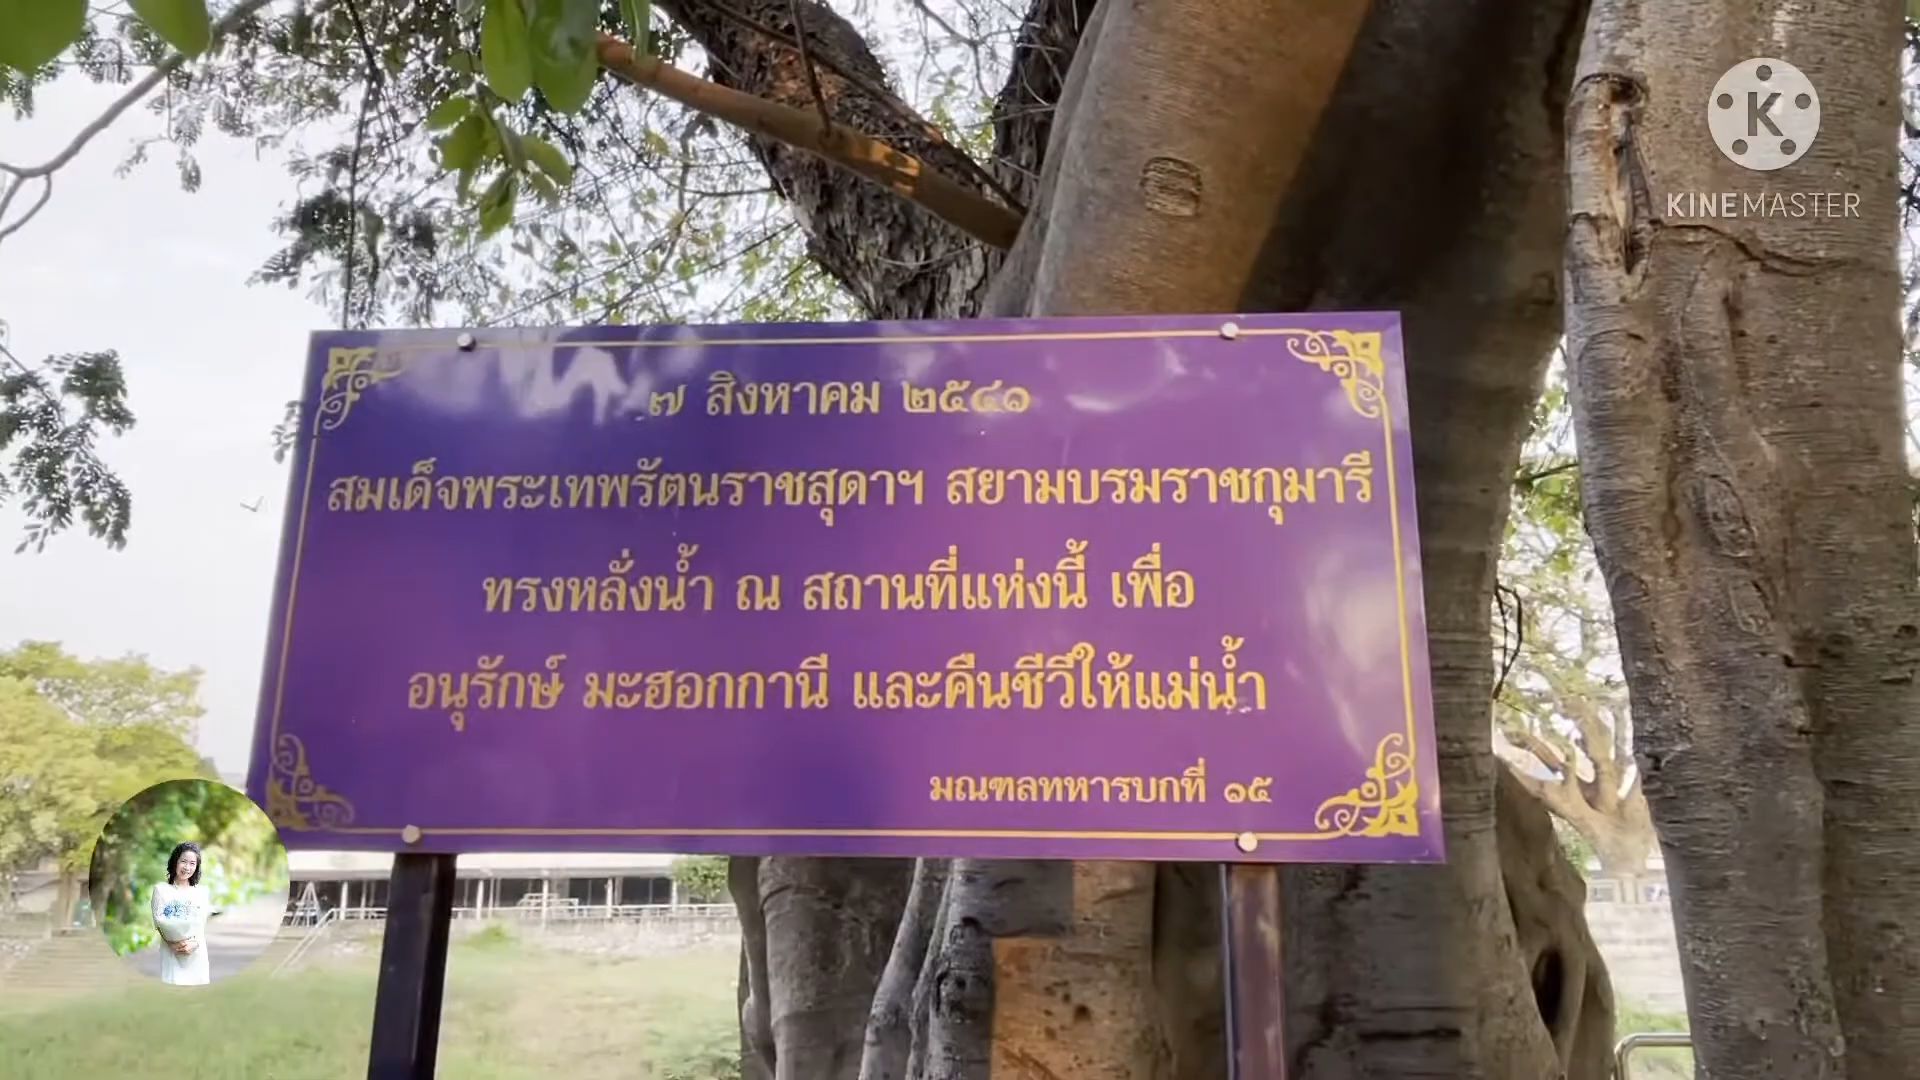 ๗ สิงหาคม ๒๕๔๑
สมเด็จพระเทพรัตนราชสุดาฯ สยามบรมราชกุมารี
ทรงหลั่งน้ำ ณ สถานที่แห่งนี้ เพื่อ
อนุรักษ์ มะฮอกกานี และคืนชีวีให้แม่น้ำ
มณฑลทหารบกที่ ๑๕
K
KINEMASTER